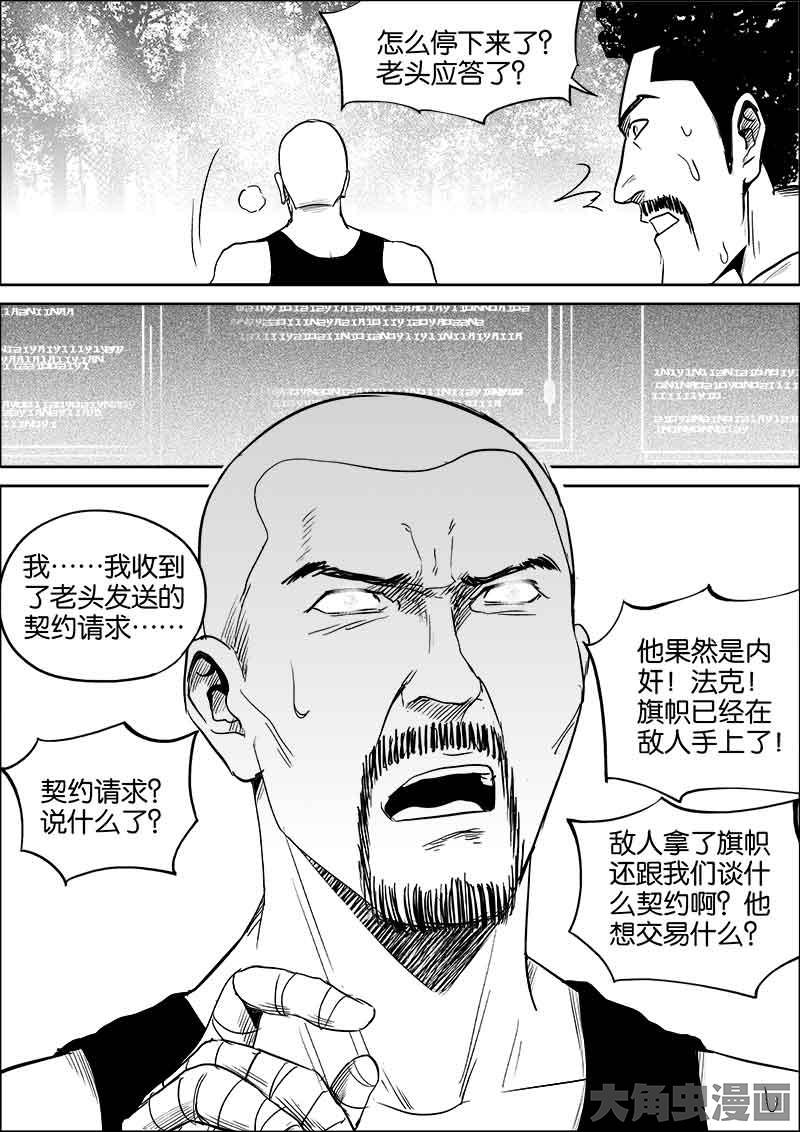 怎么停下来了？
老头应答了？
我……我收到
了老头发送的
契约请求……
他果然是内
奸！法克！
旗帜已经在
敌人手上了！
契约请求？
说什么了？
敌人拿了旗帜
还跟我们谈什
么契约啊？他
想交易什么？
大角虫漫画